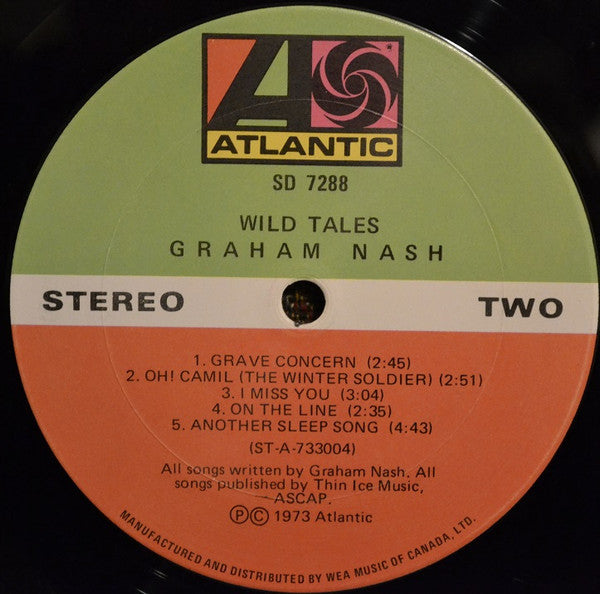 ATLANTIC
SD 7288
WILD TALES
GRAHAM NASH
STEREO
TWO
1. GRAVE CONCERN (2:45)
2. OH! CAMIL (THE WINTER SOLDIER) (2:51)
3. I MISS YOU (3:04)
4. ON THE LINE (2:35)
5. ANOTHER SLEEP SONG (4:43)
(ST-A-733004)
All songs written by Graham Nash. All
songs published by Thin Ice Music,
ASCAP.
ⓅⒸ 1973 Atlantic
MANUFACTURED AND DISTRIBUTED BY WEA MUSIC OF CANADA, LTD.